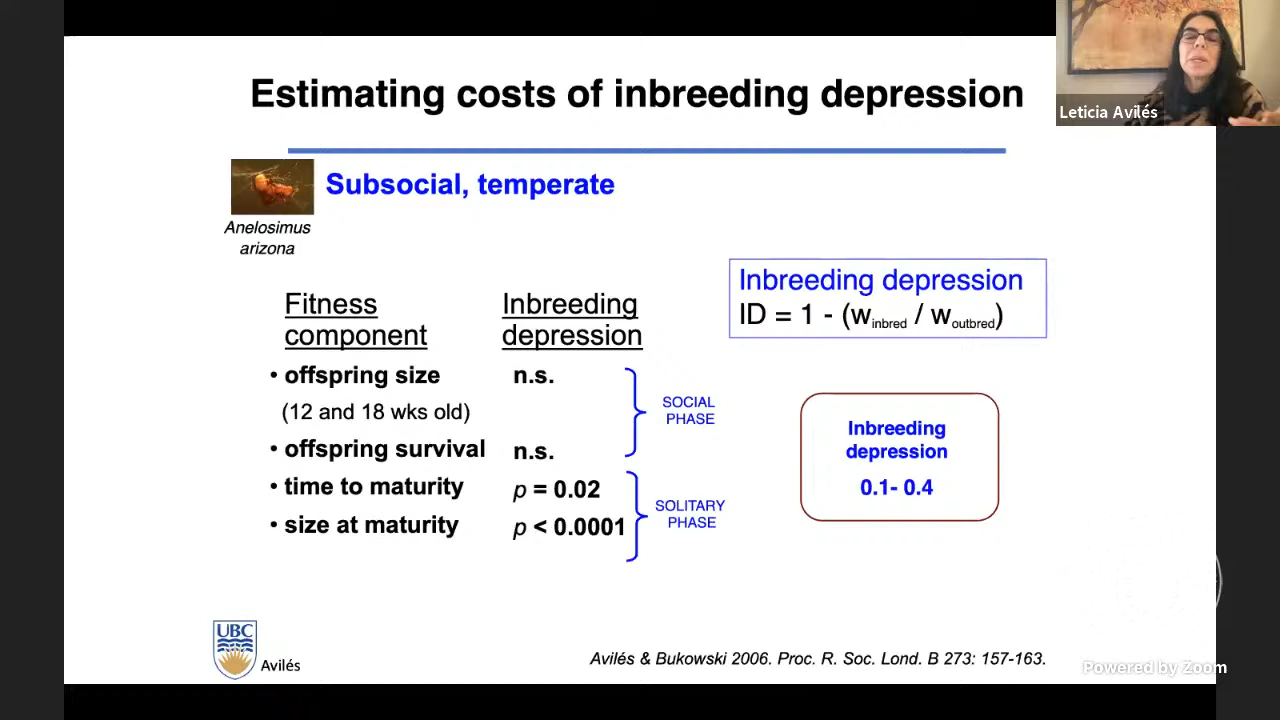 Estimating costs of inbreeding depression
Leticia Avilés
Subsocial, temperate
Anelosimus
arizona
Inbreeding depression
ID = 1 - (w inbred / w outbred)
Fitness
component
Inbreeding
depression
• offspring size n.s.
(12 and 18 wks old)
• offspring survival n.s.
SOCIAL
PHASE
• time to maturity p = 0.02
• size at maturity p < 0.0001
SOLITARY
PHASE
Inbreeding
depression
0.1- 0.4
UBC
Avilés
Avilés & Bukowski 2006. Proc. R. Soc. Lond. B 273: 157-163.
Powered by Zoom